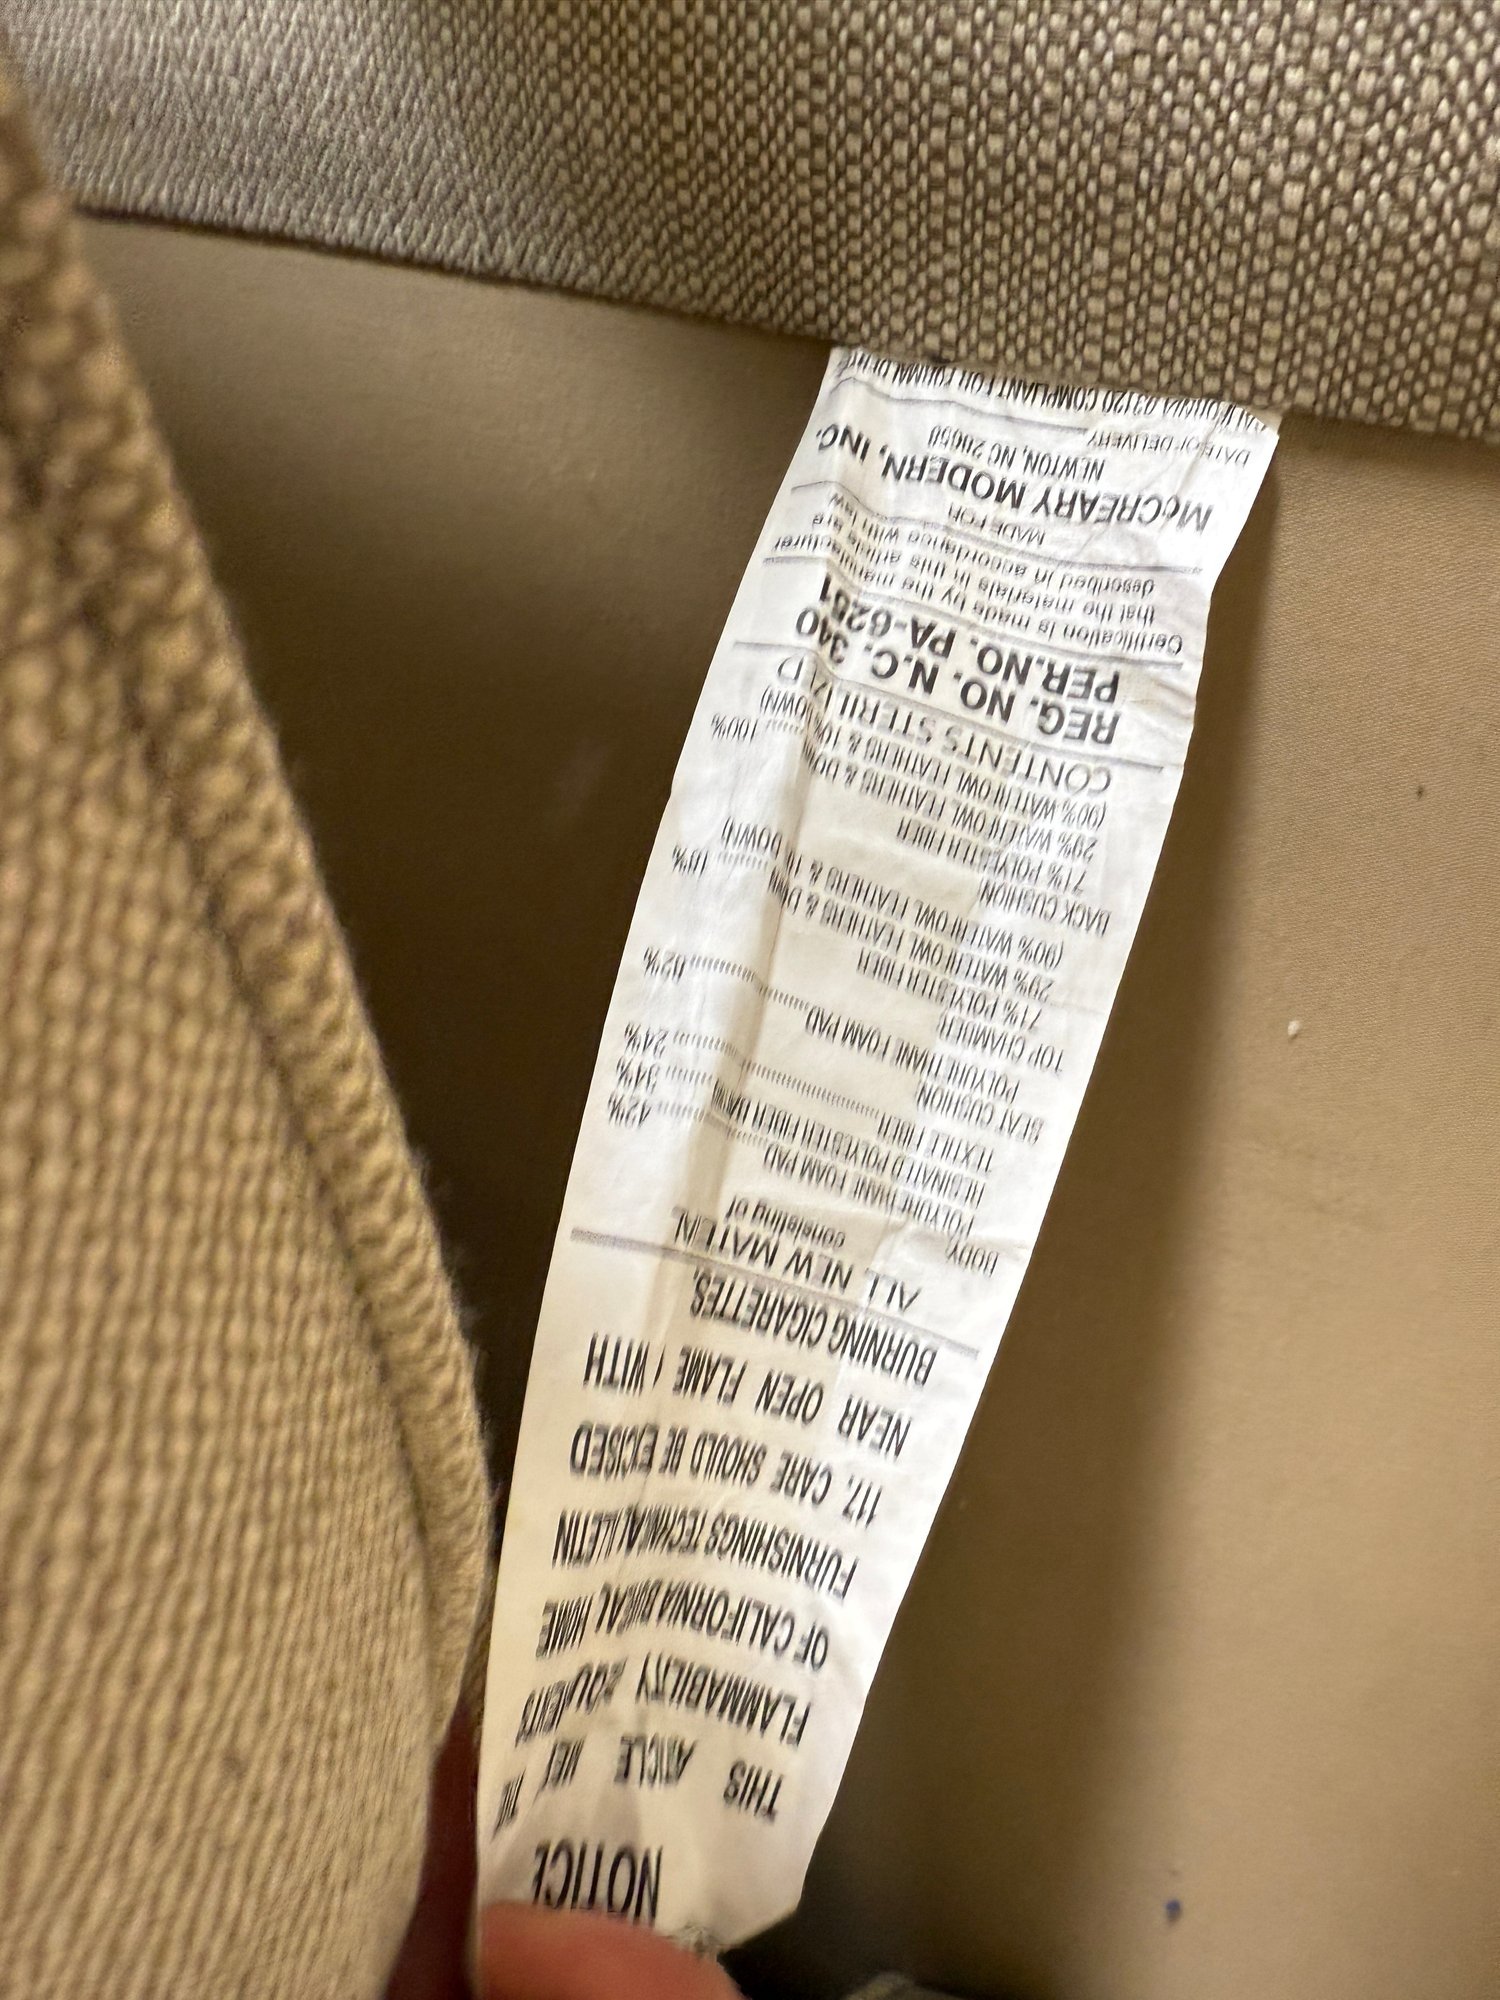 NOTICE
THIS ARTICLE MEETS THE
FLAMMABILITY REQUIREMENTS
OF CALIFORNIA BUREAU HOME
FURNISHINGS TECHNICAL BULLETIN
117. CARE SHOULD BE EXERCISED
NEAR OPEN FLAME WITH
BURNING CIGARETTES.
ALL NEW MATERIAL
consisting of
BODY:
POLYURETHANE FOAM PAD 42%
RESINATED POLYESTER FIBER BATTING 34%
TEXTILE FIBER 24%
SEAT CUSHION
POLYURETHANE FOAM PAD 82%
TOP CHAMBER:
71% POLYESTER FIBER
29% WATERFOWL FEATHERS & DOWN 18%
(90% WATERFOWL FEATHERS & 10% DOWN)
BACK CUSHION
71% POLYESTER FIBER
29% WATERFOWL FEATHERS & DOWN 100%
(90% WATERFOWL FEATHERS & 10% DOWN)
CONTENTS STERILIZED
REG. NO. N.C. 340
PER.NO. PA-6251
Certification is made by the manufacturer
that the materials in this article are
described in accordance with law
MADE FOR
McCREARY MODERN, INC.
NEWTON, NC 28658
DATE OF DELIVERY
CALIFORNIA 93120 COMPLIANT FOR FORMALDEHYDE